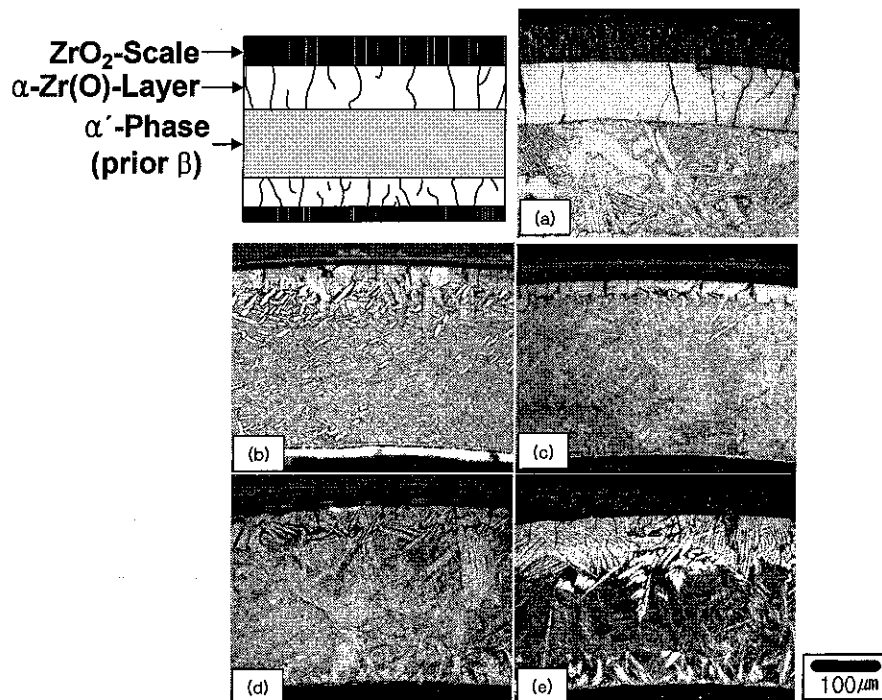 ZrO₂-Scale
α-Zr(O)-Layer
α′-Phase
(prior β)
(a)
(b)
(c)
(d)
(e)
100㎛